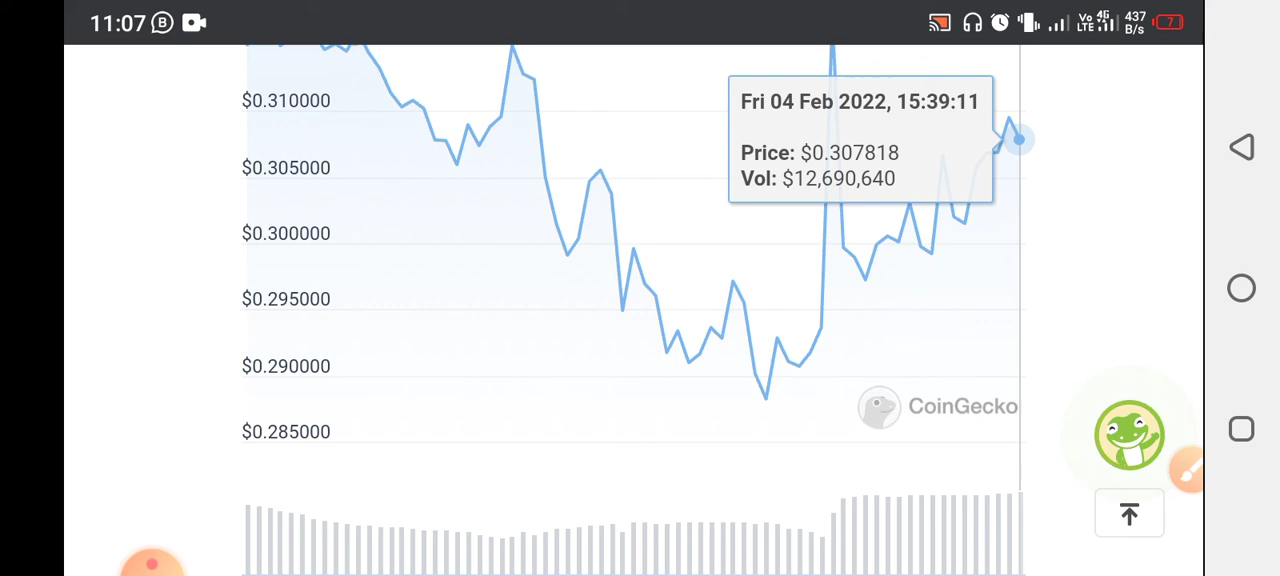 11:07 B Vo LTE 4G 437 B/s 7
$0.310000
Fri 04 Feb 2022, 15:39:11
Price: $0.307818
Vol: $12,690,640
$0.305000
$0.300000
$0.295000
$0.290000
CoinGecko
$0.285000